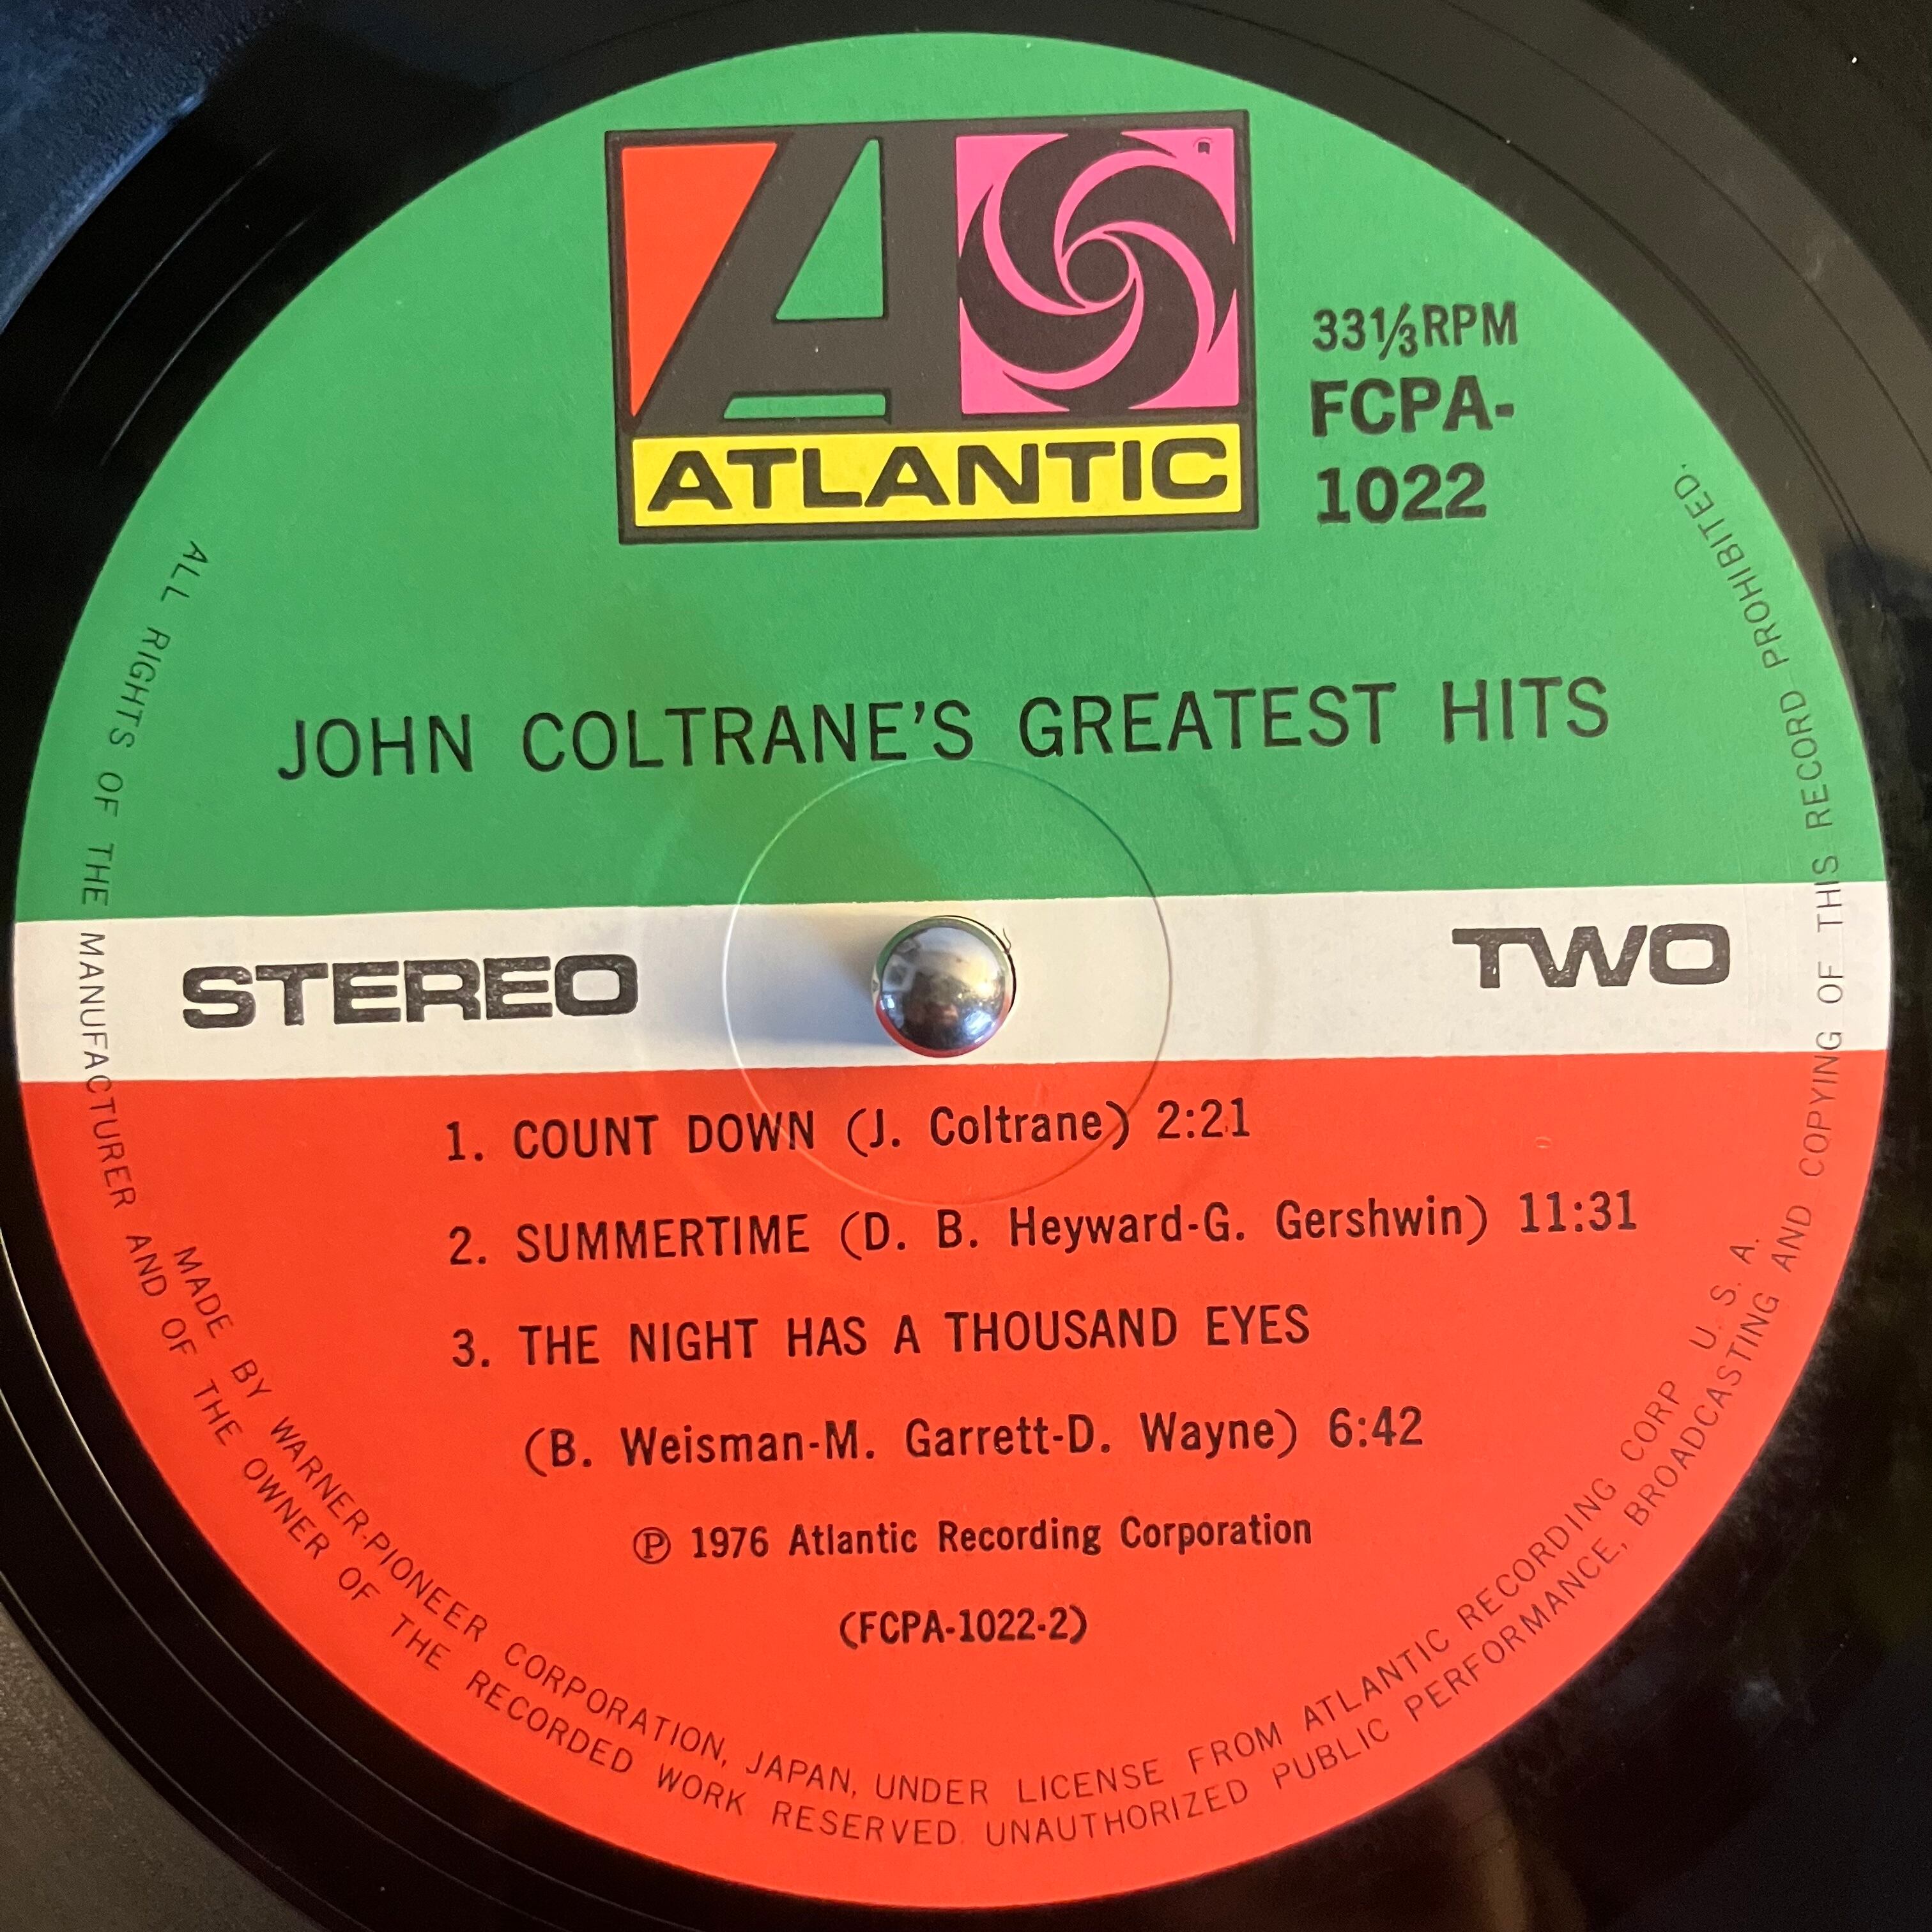 ATLANTIC
33⅓RPM
FCPA-
1022
JOHN COLTRANE'S GREATEST HITS
STEREO
TWO
1. COUNT DOWN (J. Coltrane) 2:21
2. SUMMERTIME (D. B. Heyward-G. Gershwin) 11:31
3. THE NIGHT HAS A THOUSAND EYES
(B. Weisman-M. Garrett-D. Wayne) 6:42
℗ 1976 Atlantic Recording Corporation
(FCPA-1022-2)
MADE BY WARNER-PIONEER CORPORATION, JAPAN, UNDER LICENSE FROM ATLANTIC RECORDING CORP U. S. A.
ALL RIGHTS OF THE MANUFACTURER AND OF THE OWNER OF THE RECORDED WORK RESERVED. UNAUTHORIZED PUBLIC PERFORMANCE, BROADCASTING AND COPYING OF THIS RECORD PROHIBITED.